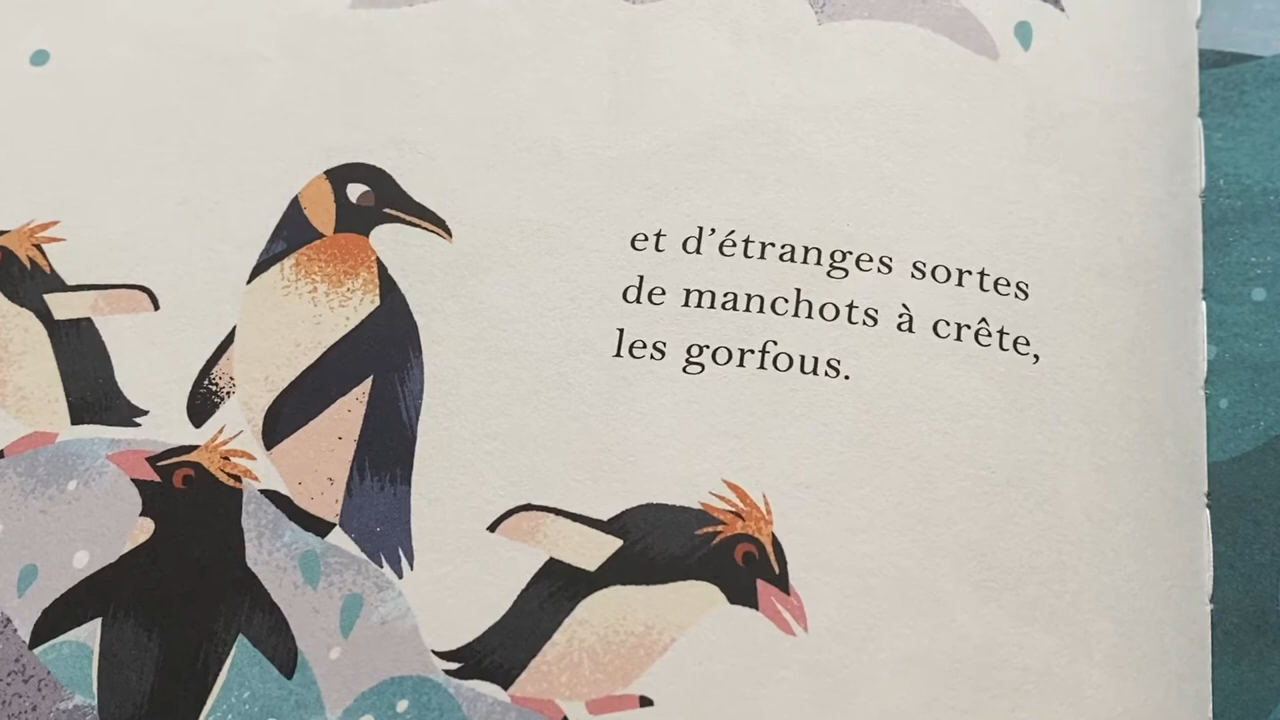 et d’étranges sortes
de manchots à crête,
les gorfous.